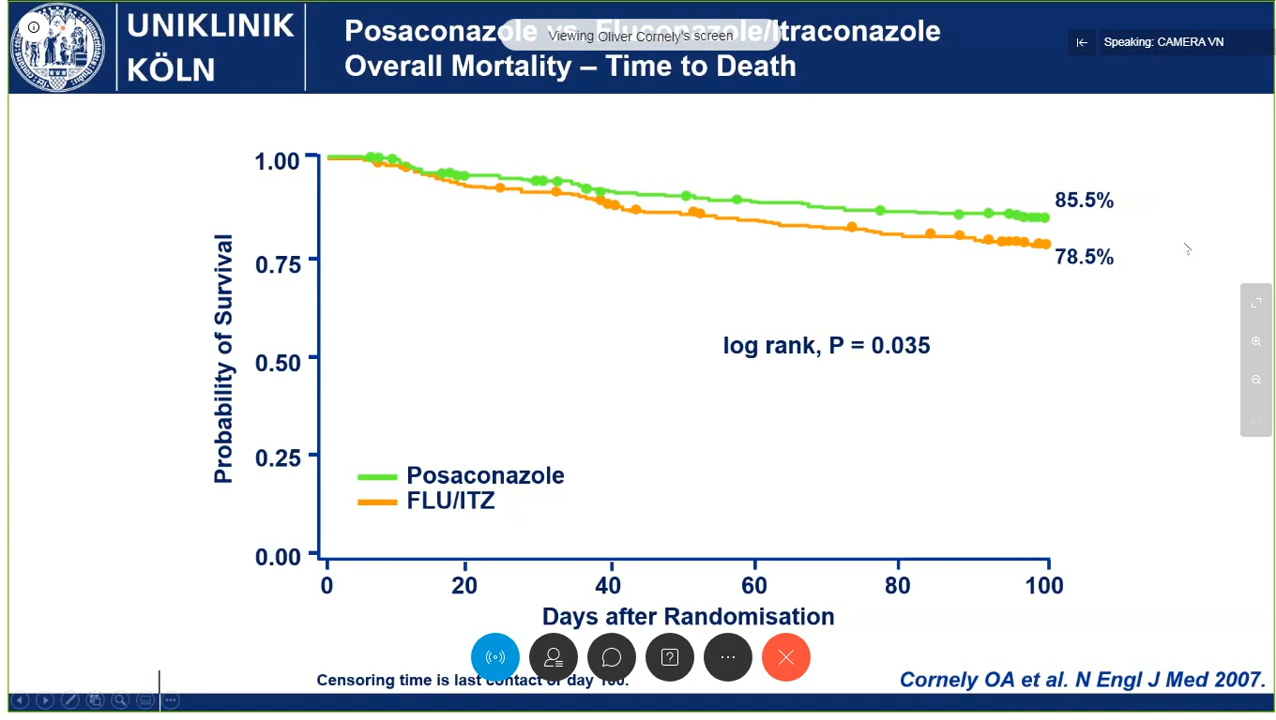 UNIKLINIK
KÖLN
Posaconazole vs. Fluconazole/Itraconazole
Overall Mortality – Time to Death
Viewing Oliver Cornely's screen
Speaking: CAMERA VN
1.00
0.75
0.50
0.25
0.00
Probability of Survival
85.5%
78.5%
log rank, P = 0.035
Posaconazole
FLU/ITZ
0 20 40 60 80 100
Days after Randomisation
Censoring time is last contact or day 100.
Cornely OA et al. N Engl J Med 2007.